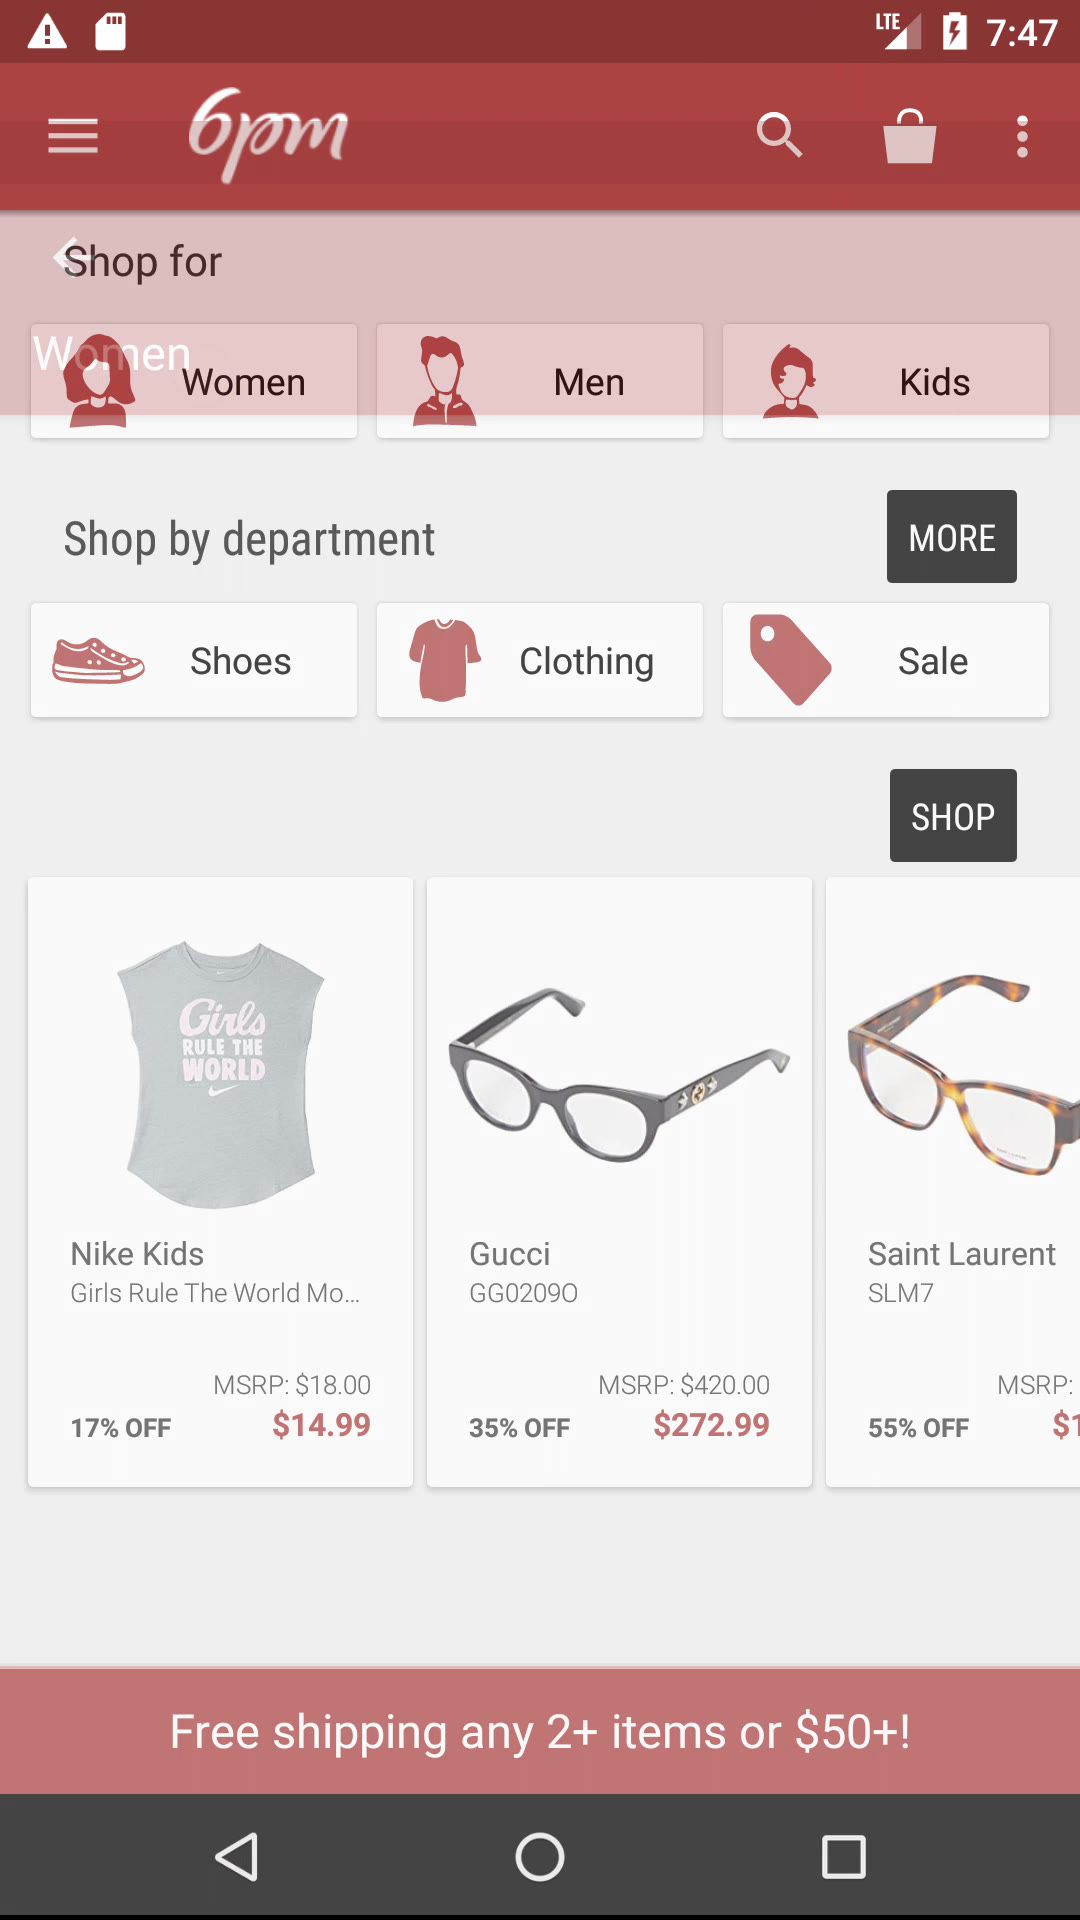 LTE 7:47
6pm
Shop for
Women
Women Men Kids
Shop by department MORE
Shoes Clothing Sale
SHOP
Girls
RULE THE
WORLD
Nike Kids Gucci Saint Laurent
Girls Rule The World Mo... GG0209O SLM7
MSRP: $18.00 MSRP: $420.00 MSRP:
17% OFF $14.99 35% OFF $272.99 55% OFF $1
Free shipping any 2+ items or $50+!